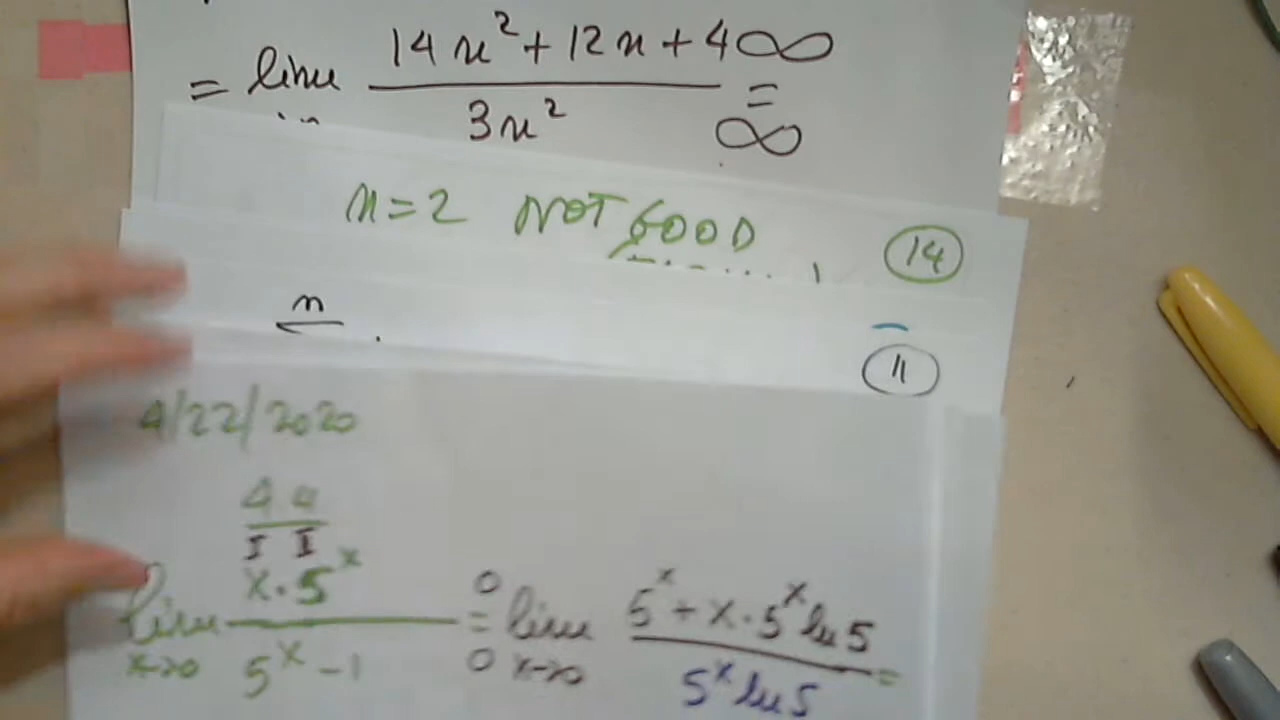 = lim (14x² + 12x + 4) / (3x²) ∞ = ∞
n=2 NOT GOOD 14
n
11
4/22/2020
44
I I
lim x→0 (x · 5^x) / (5^x - 1) 0 = 0 lim x→0 (5^x + x · 5^x ln 5) / (5^x ln 5) =